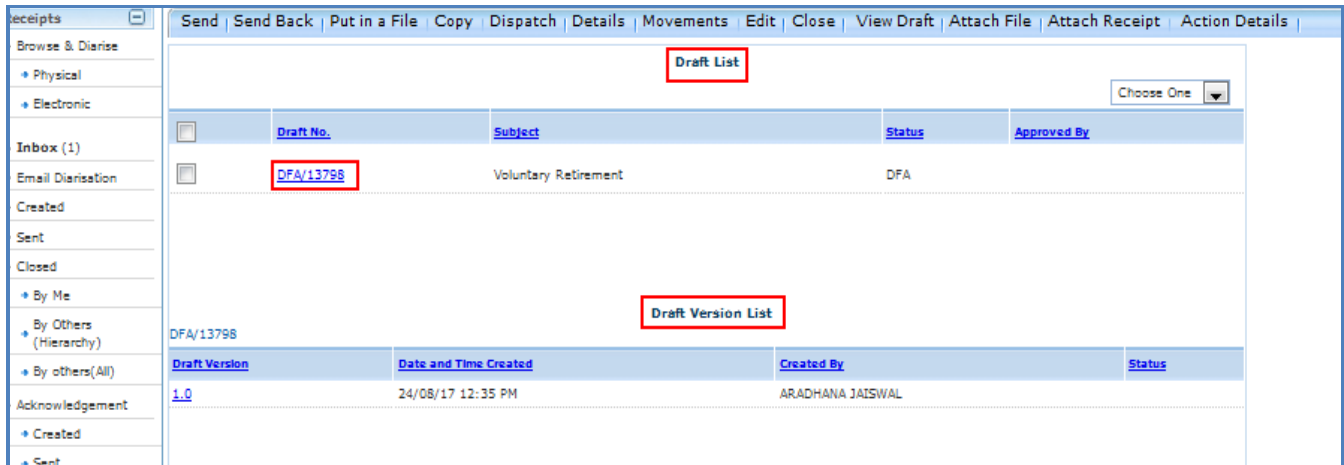 Receipts
Browse & Diarise
Physical
Electronic
Inbox (1)
Email Diarisation
Created
Sent
Closed
By Me
By Others
(Hierarchy)
By others(All)
Acknowledgement
Created
Sent
Send | Send Back | Put in a File | Copy | Dispatch | Details | Movements | Edit | Close | View Draft | Attach File | Attach Receipt | Action Details |
Draft List
Choose One
Draft No. Subject Status Approved By
DFA/13798 Voluntary Retirement DFA
Draft Version List
DFA/13798
Draft Version Date and Time Created Created By Status
1.0 24/08/17 12:35 PM ARADHANA JAISWAL